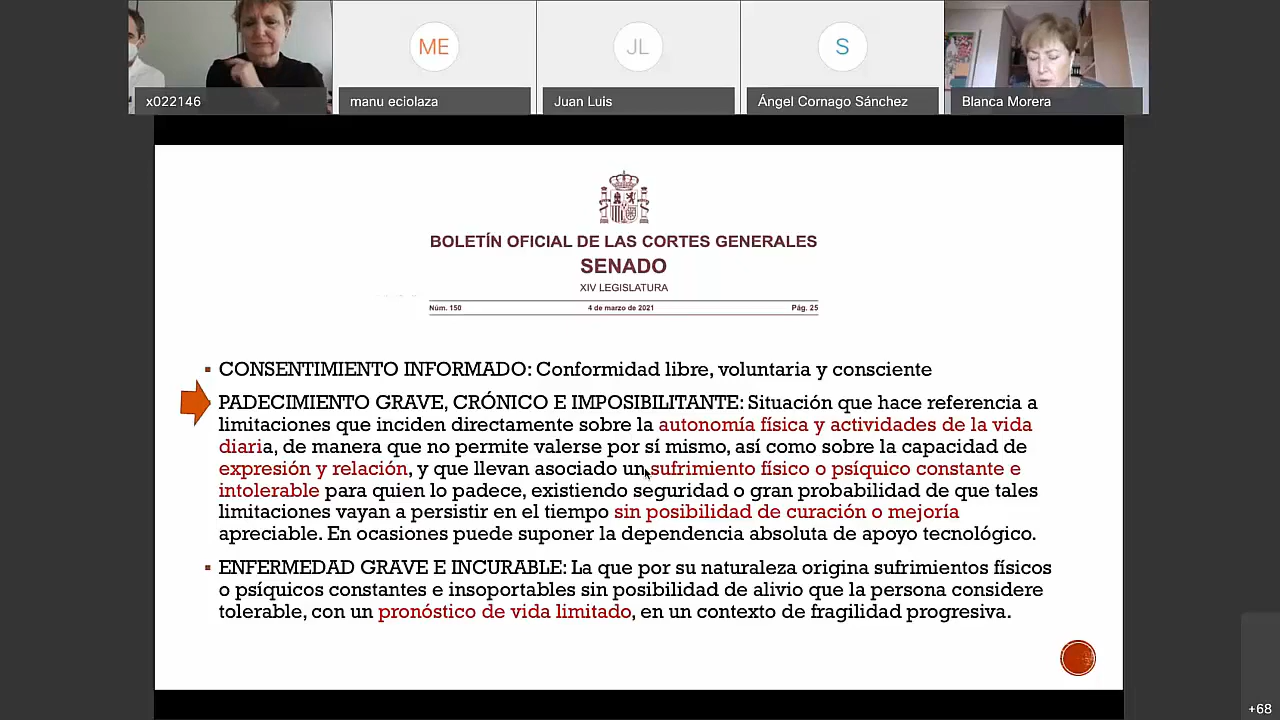 ME
JL
S
x022146
manu eciolaza
Juan Luis
Ángel Cornago Sánchez
Blanca Morera
BOLETÍN OFICIAL DE LAS CORTES GENERALES
SENADO
XIV LEGISLATURA
Núm. 150 4 de marzo de 2021 Pág. 25
▪ CONSENTIMIENTO INFORMADO: Conformidad libre, voluntaria y consciente
PADECIMIENTO GRAVE, CRÓNICO E IMPOSIBILITANTE: Situación que hace referencia a
limitaciones que inciden directamente sobre la autonomía física y actividades de la vida
diaria, de manera que no permite valerse por sí mismo, así como sobre la capacidad de
expresión y relación, y que llevan asociado un sufrimiento físico o psíquico constante e
intolerable para quien lo padece, existiendo seguridad o gran probabilidad de que tales
limitaciones vayan a persistir en el tiempo sin posibilidad de curación o mejoría
apreciable. En ocasiones puede suponer la dependencia absoluta de apoyo tecnológico.
▪ ENFERMEDAD GRAVE E INCURABLE: La que por su naturaleza origina sufrimientos físicos
o psíquicos constantes e insoportables sin posibilidad de alivio que la persona considere
tolerable, con un pronóstico de vida limitado, en un contexto de fragilidad progresiva.
+68